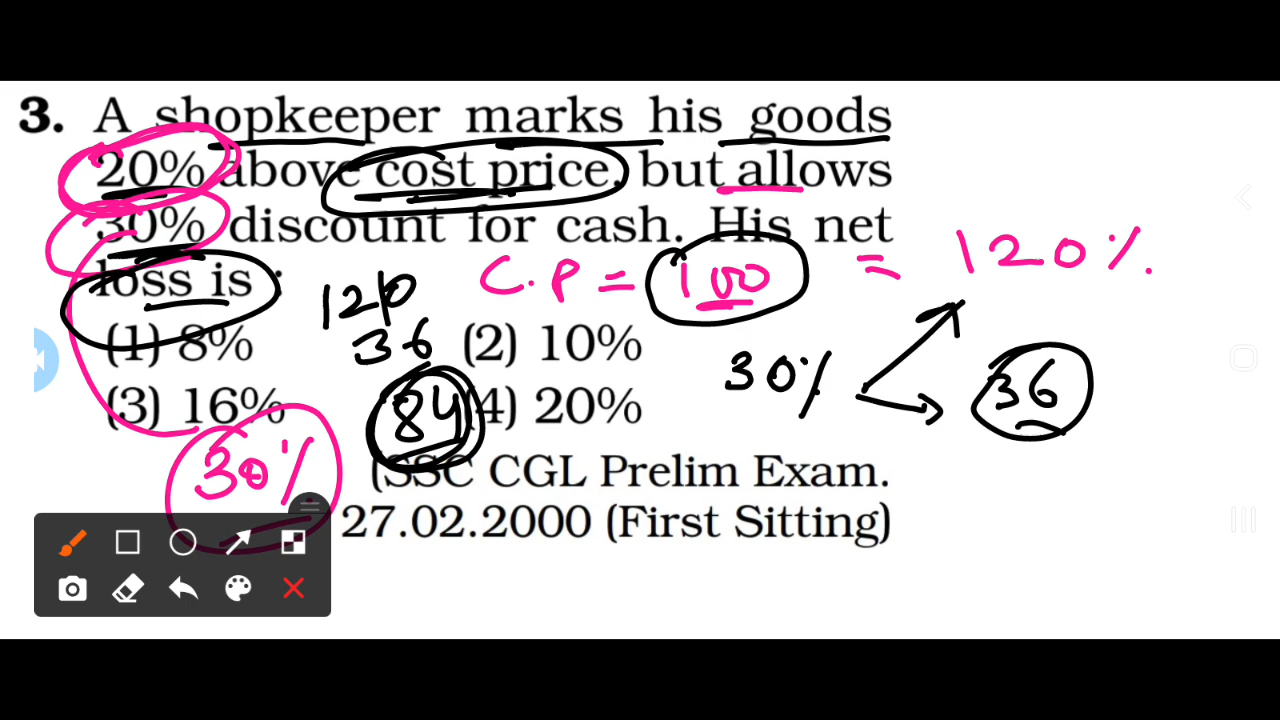 3. A shopkeeper marks his goods
20% above cost price, but allows
30% discount for cash. His net
loss is :
C.P = 100 = 120%.
120
36
84
(1) 8% (2) 10%
30% 36
(3) 16% (4) 20%
30%
(SSC CGL Prelim Exam.
27.02.2000 (First Sitting)